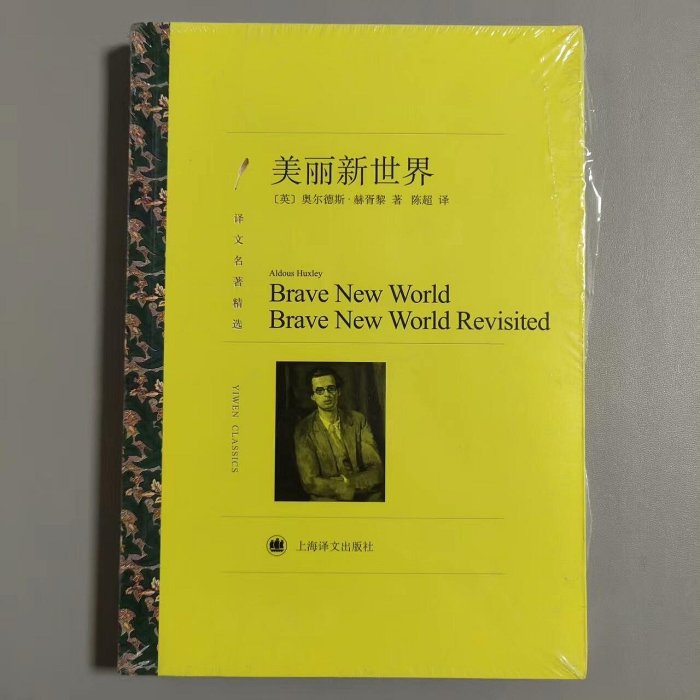 美丽新世界
［英］奥尔德斯·赫胥黎 著 陈超 译
译文名著精选
Aldous Huxley
Brave New World
Brave New World Revisited
YIWEN CLASSICS
上海译文出版社